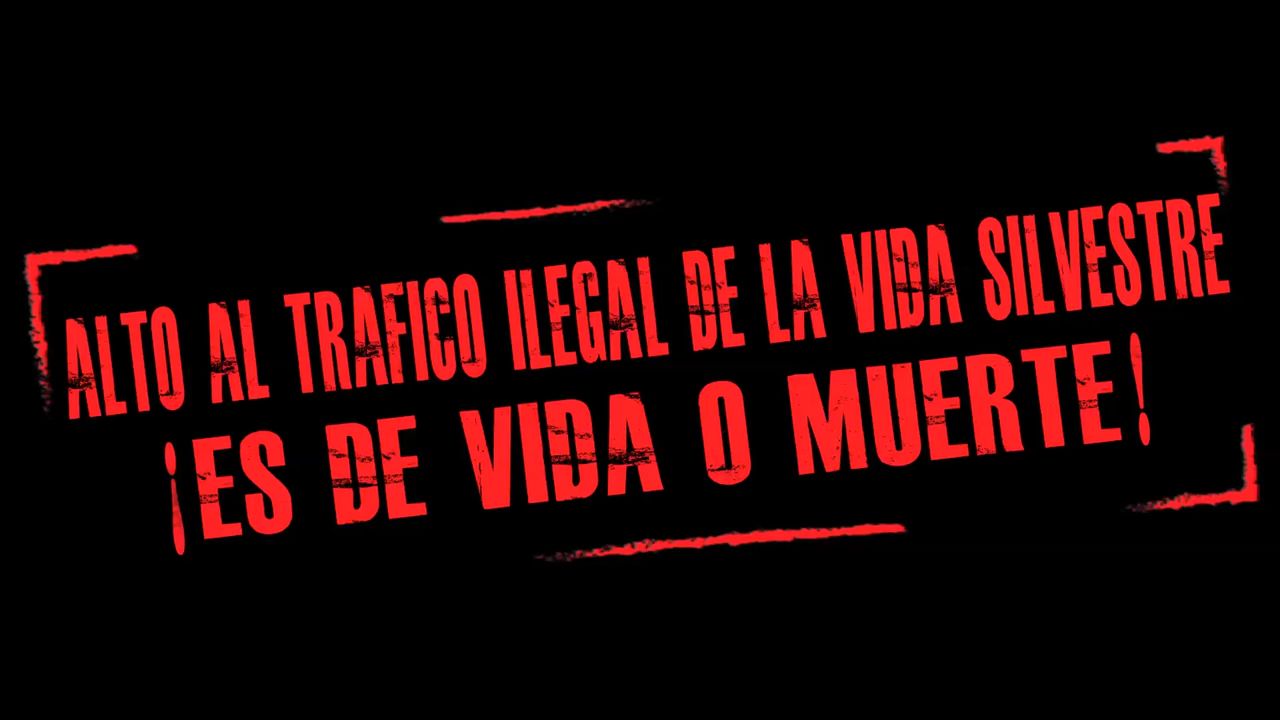 ALTO AL TRAFICO ILEGAL DE LA VIDA SILVESTRE
¡ES DE VIDA O MUERTE!